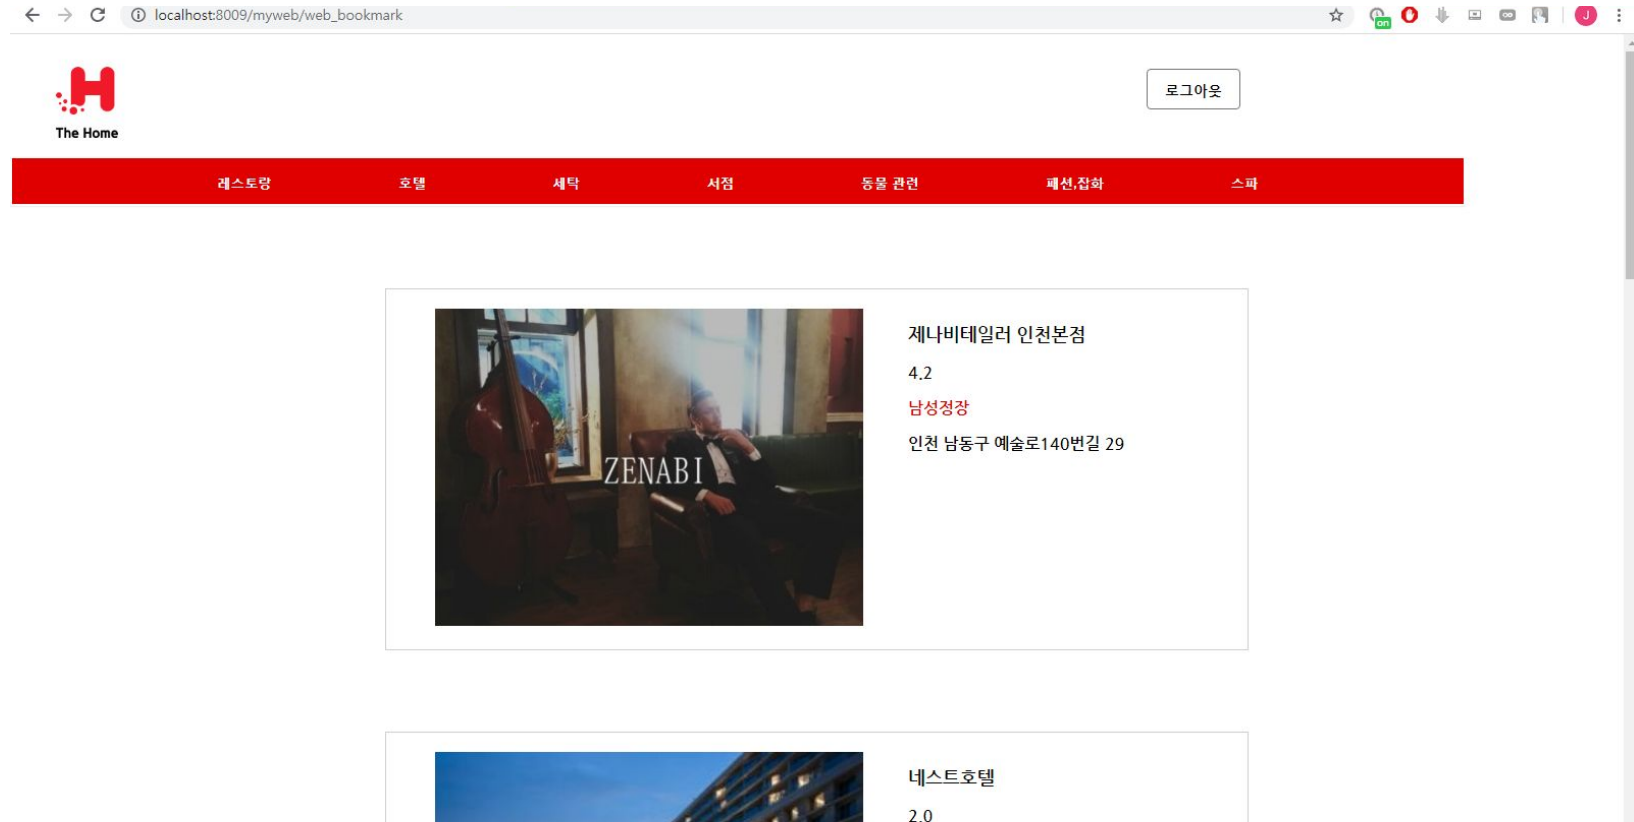 localhost:8009/myweb/web_bookmark
on
J
H
The Home
로그아웃
레스토랑 호텔 세탁 서점 동물 관련 패션,잡화 스파
ZENABI
제나비테일러 인천본점
4.2
남성정장
인천 남동구 예술로140번길 29
네스트호텔
2.0